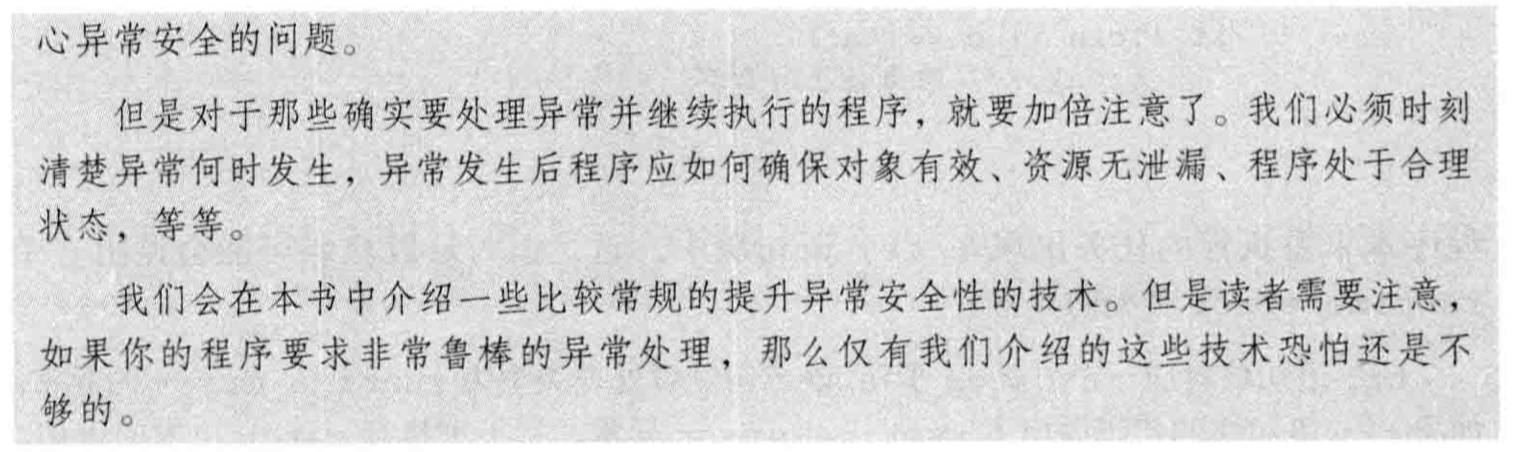 心异常安全的问题。
但是对于那些确实要处理异常并继续执行的程序，就要加倍注意了。我们必须时刻
清楚异常何时发生，异常发生后程序应如何确保对象有效、资源无泄漏、程序处于合理
状态，等等。
我们会在本书中介绍一些比较常规的提升异常安全性的技术。但是读者需要注意，
如果你的程序要求非常鲁棒的异常处理，那么仅有我们介绍的这些技术恐怕还是不
够的。